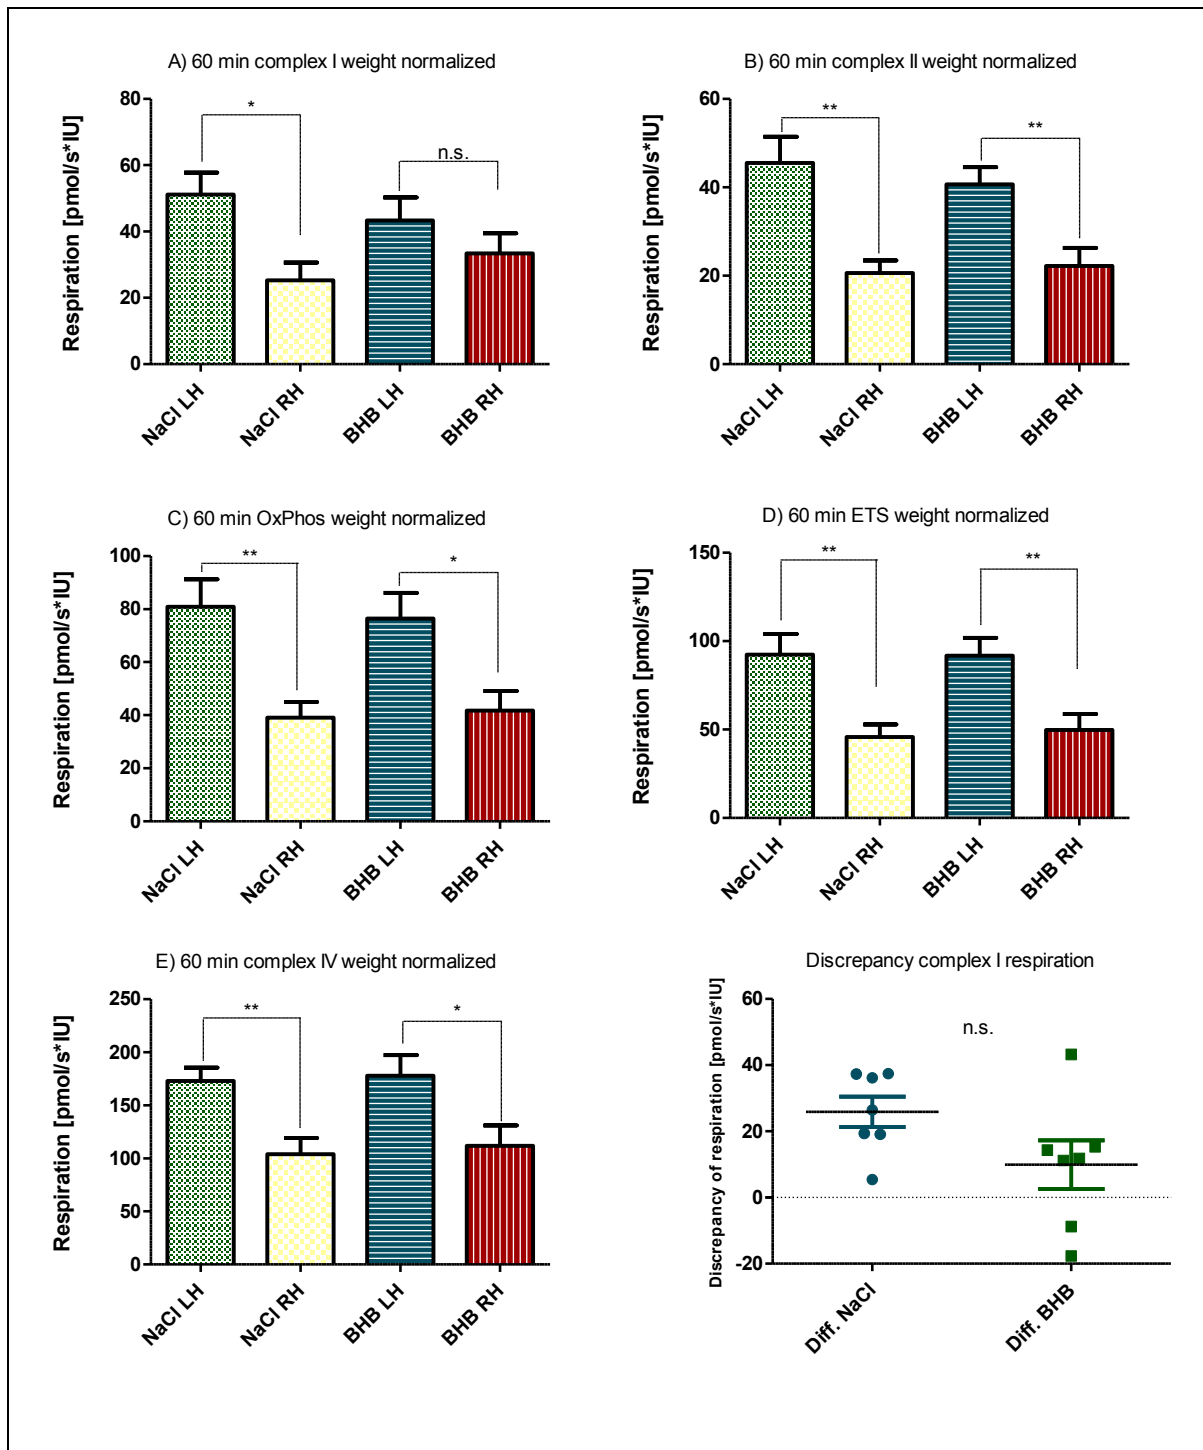 A) 60 min complex I weight normalized
Respiration [pmol/s*IU]
80
60
40
20
0
*
n.s.
NaCl LH
NaCl RH
BHB LH
BHB RH
B) 60 min complex II weight normalized
Respiration [pmol/s*IU]
60
40
20
0
**
**
NaCl LH
NaCl RH
BHB LH
BHB RH
C) 60 min OxPhos weight normalized
Respiration [pmol/s*IU]
100
80
60
40
20
0
**
*
NaCl LH
NaCl RH
BHB LH
BHB RH
D) 60 min ETS weight normalized
Respiration [pmol/s*IU]
150
100
50
0
**
**
NaCl LH
NaCl RH
BHB LH
BHB RH
E) 60 min complex IV weight normalized
Respiration [pmol/s*IU]
250
200
150
100
50
0
**
*
NaCl LH
NaCl RH
BHB LH
BHB RH
Discrepancy complex I respiration
Discrepancy of respiration [pmol/s*IU]
60
40
20
0
-20
n.s.
Diff. NaCl
Diff. BHB